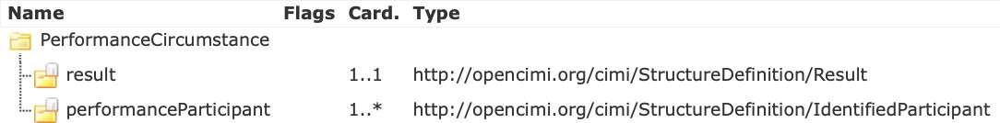 Name Flags Card. Type
PerformanceCircumstance
result 1..1 http://opencimi.org/cimi/StructureDefinition/Result
performanceParticipant 1..* http://opencimi.org/cimi/StructureDefinition/IdentifiedParticipant